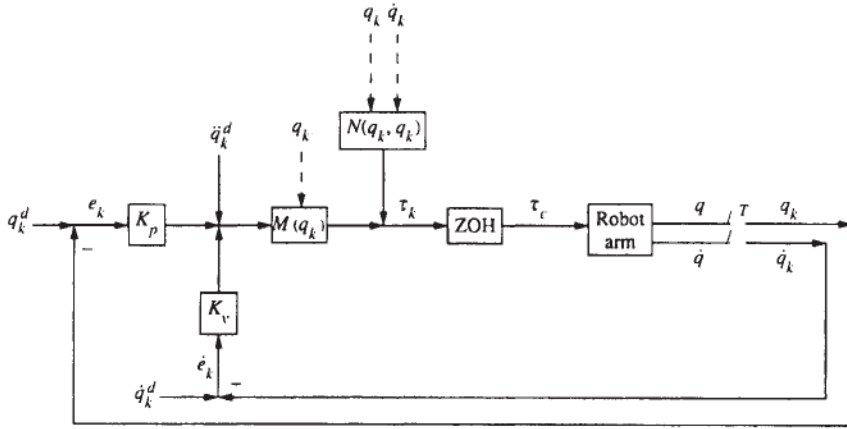 q_k q̇_k
N(q_k, q_k)
q̈_k^d
q_k
q_k^d
e_k
K_p
M(q_k)
τ_k
ZOH
τ_c
Robot
arm
q
T
q_k
q̇
q̇_k
−
K_v
ė_k
q̇_k^d
−